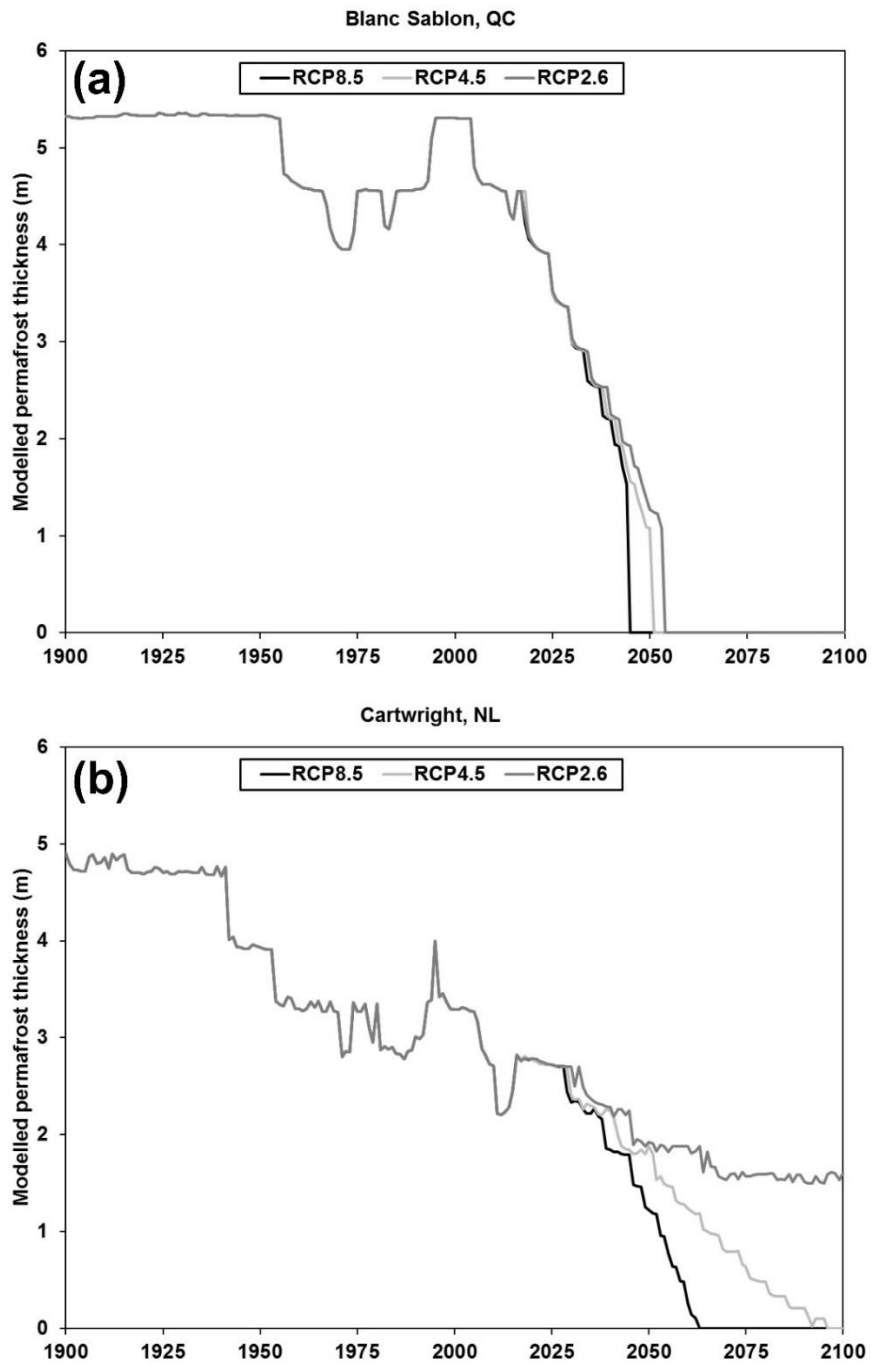 Blanc Sablon, QC
(a)
RCP8.5 RCP4.5 RCP2.6
Modelled permafrost thickness (m)
6
5
4
3
2
1
0
1900 1925 1950 1975 2000 2025 2050 2075 2100
Cartwright, NL
(b)
RCP8.5 RCP4.5 RCP2.6
Modelled permafrost thickness (m)
6
5
4
3
2
1
0
1900 1925 1950 1975 2000 2025 2050 2075 2100